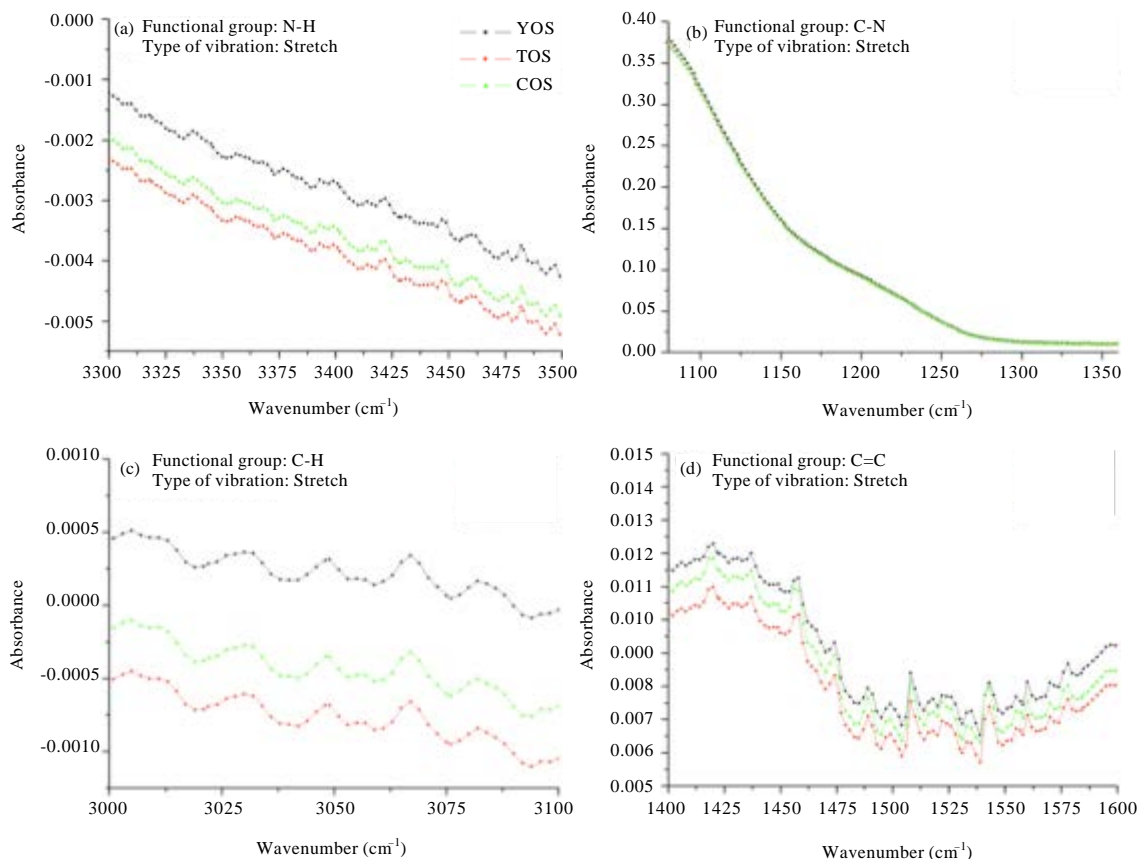 (a) Functional group: N-H
Type of vibration: Stretch
YOS
TOS
COS
0.000
-0.001
-0.002
-0.003
-0.004
-0.005
Absorbance
3300 3325 3350 3375 3400 3425 3450 3475 3500
Wavenumber (cm⁻¹)
(b) Functional group: C-N
Type of vibration: Stretch
0.40
0.35
0.30
0.25
0.20
0.15
0.10
0.05
0.00
Absorbance
1100 1150 1200 1250 1300 1350
Wavenumber (cm⁻¹)
(c) Functional group: C-H
Type of vibration: Stretch
0.0010
0.0005
0.0000
-0.0005
-0.0010
Absorbance
3000 3030 3050 3075 3100
Wavenumber (cm⁻¹)
(d) Functional group: C=C
Type of vibration: Stretch
0.015
0.014
0.013
0.012
0.011
0.010
0.000
0.008
0.007
0.006
0.005
Absorbance
1400 1425 1450 1475 1500 1525 1550 1575 1600
Wavenumber (cm⁻¹)